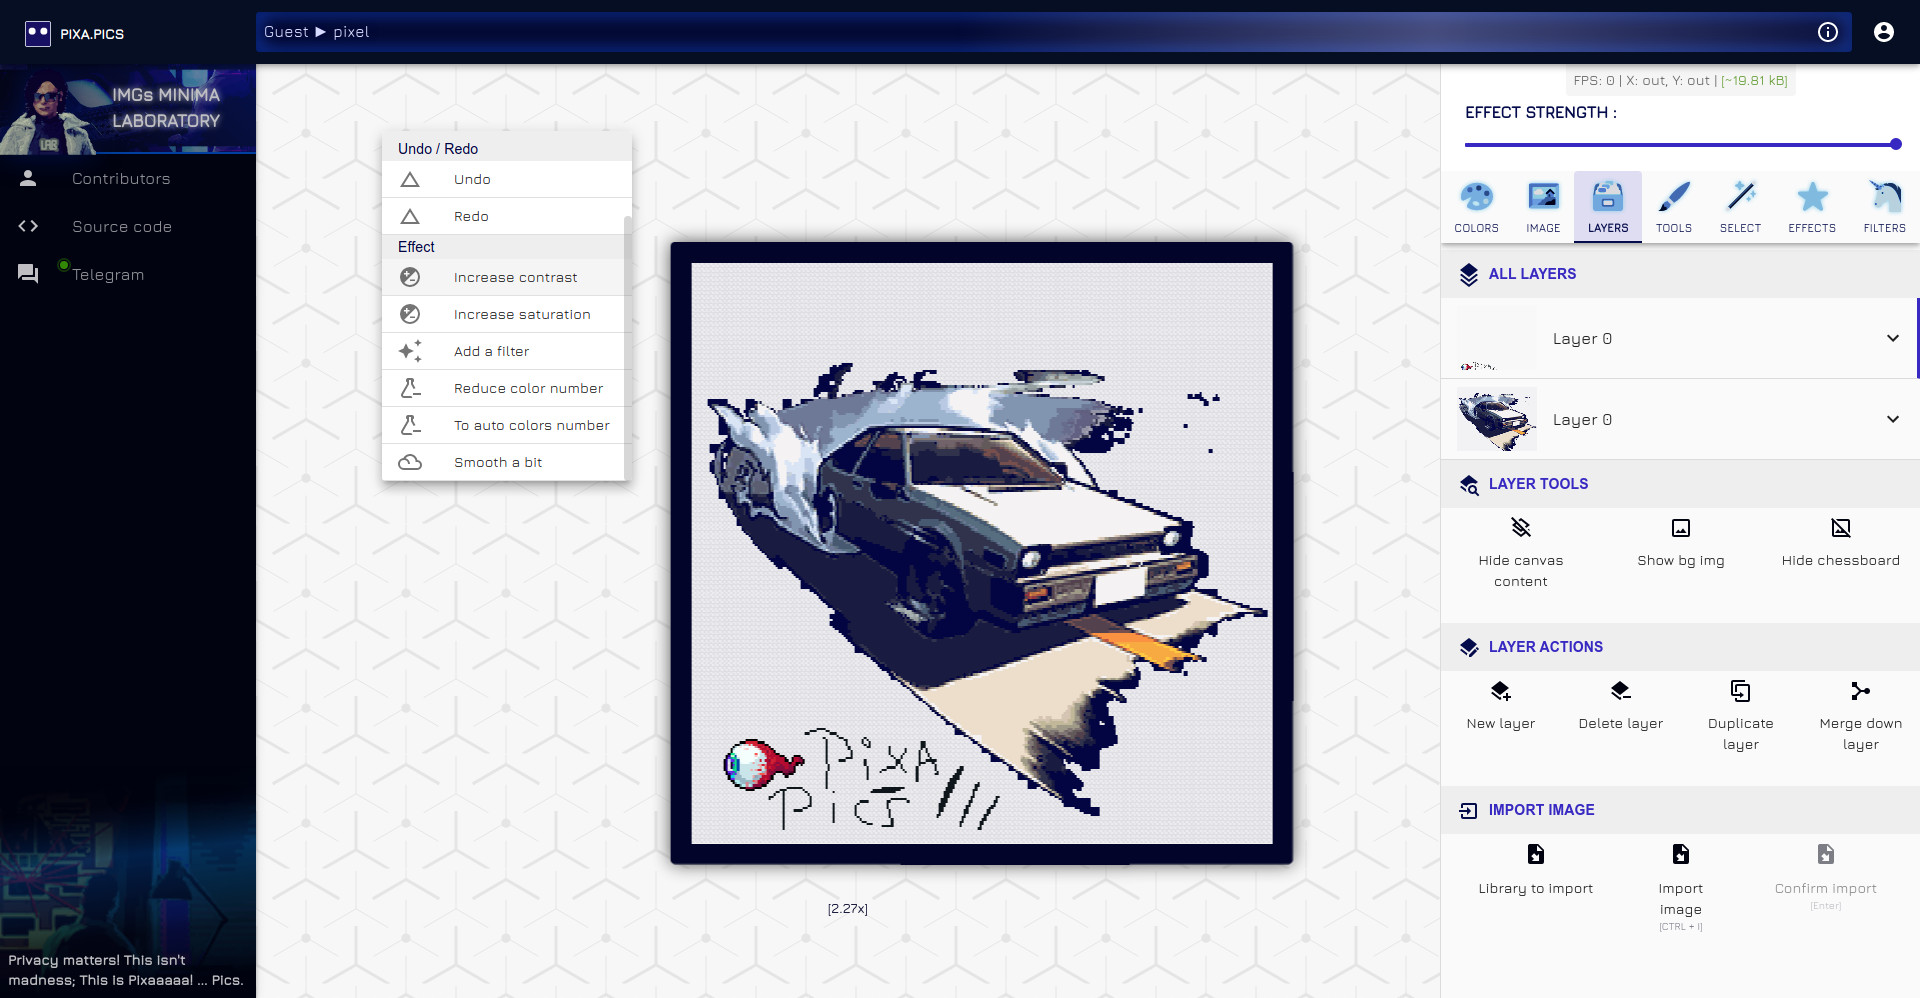 PIXA.PICS
Guest ► pixel
IMGs MINIMA
LABORATORY
LAB
Contributors
Source code
Telegram
Privacy matters! This isn't
madness; This is Pixaaaaa! ... Pics.
Undo / Redo
Undo
Redo
Effect
Increase contrast
Increase saturation
Add a filter
Reduce color number
To auto colors number
Smooth a bit
PixA
Pics
[2.27x]
FPS: 0 | X: out, Y: out | [~19.81 kB]
EFFECT STRENGTH :
COLORS
IMAGE
LAYERS
TOOLS
SELECT
EFFECTS
FILTERS
ALL LAYERS
Layer 0
Layer 0
LAYER TOOLS
Hide canvas
content
Show bg img
Hide chessboard
LAYER ACTIONS
New layer
Delete layer
Duplicate
layer
Merge down
layer
IMPORT IMAGE
Library to import
Import
image
[CTRL + I]
Confirm import
[Enter]